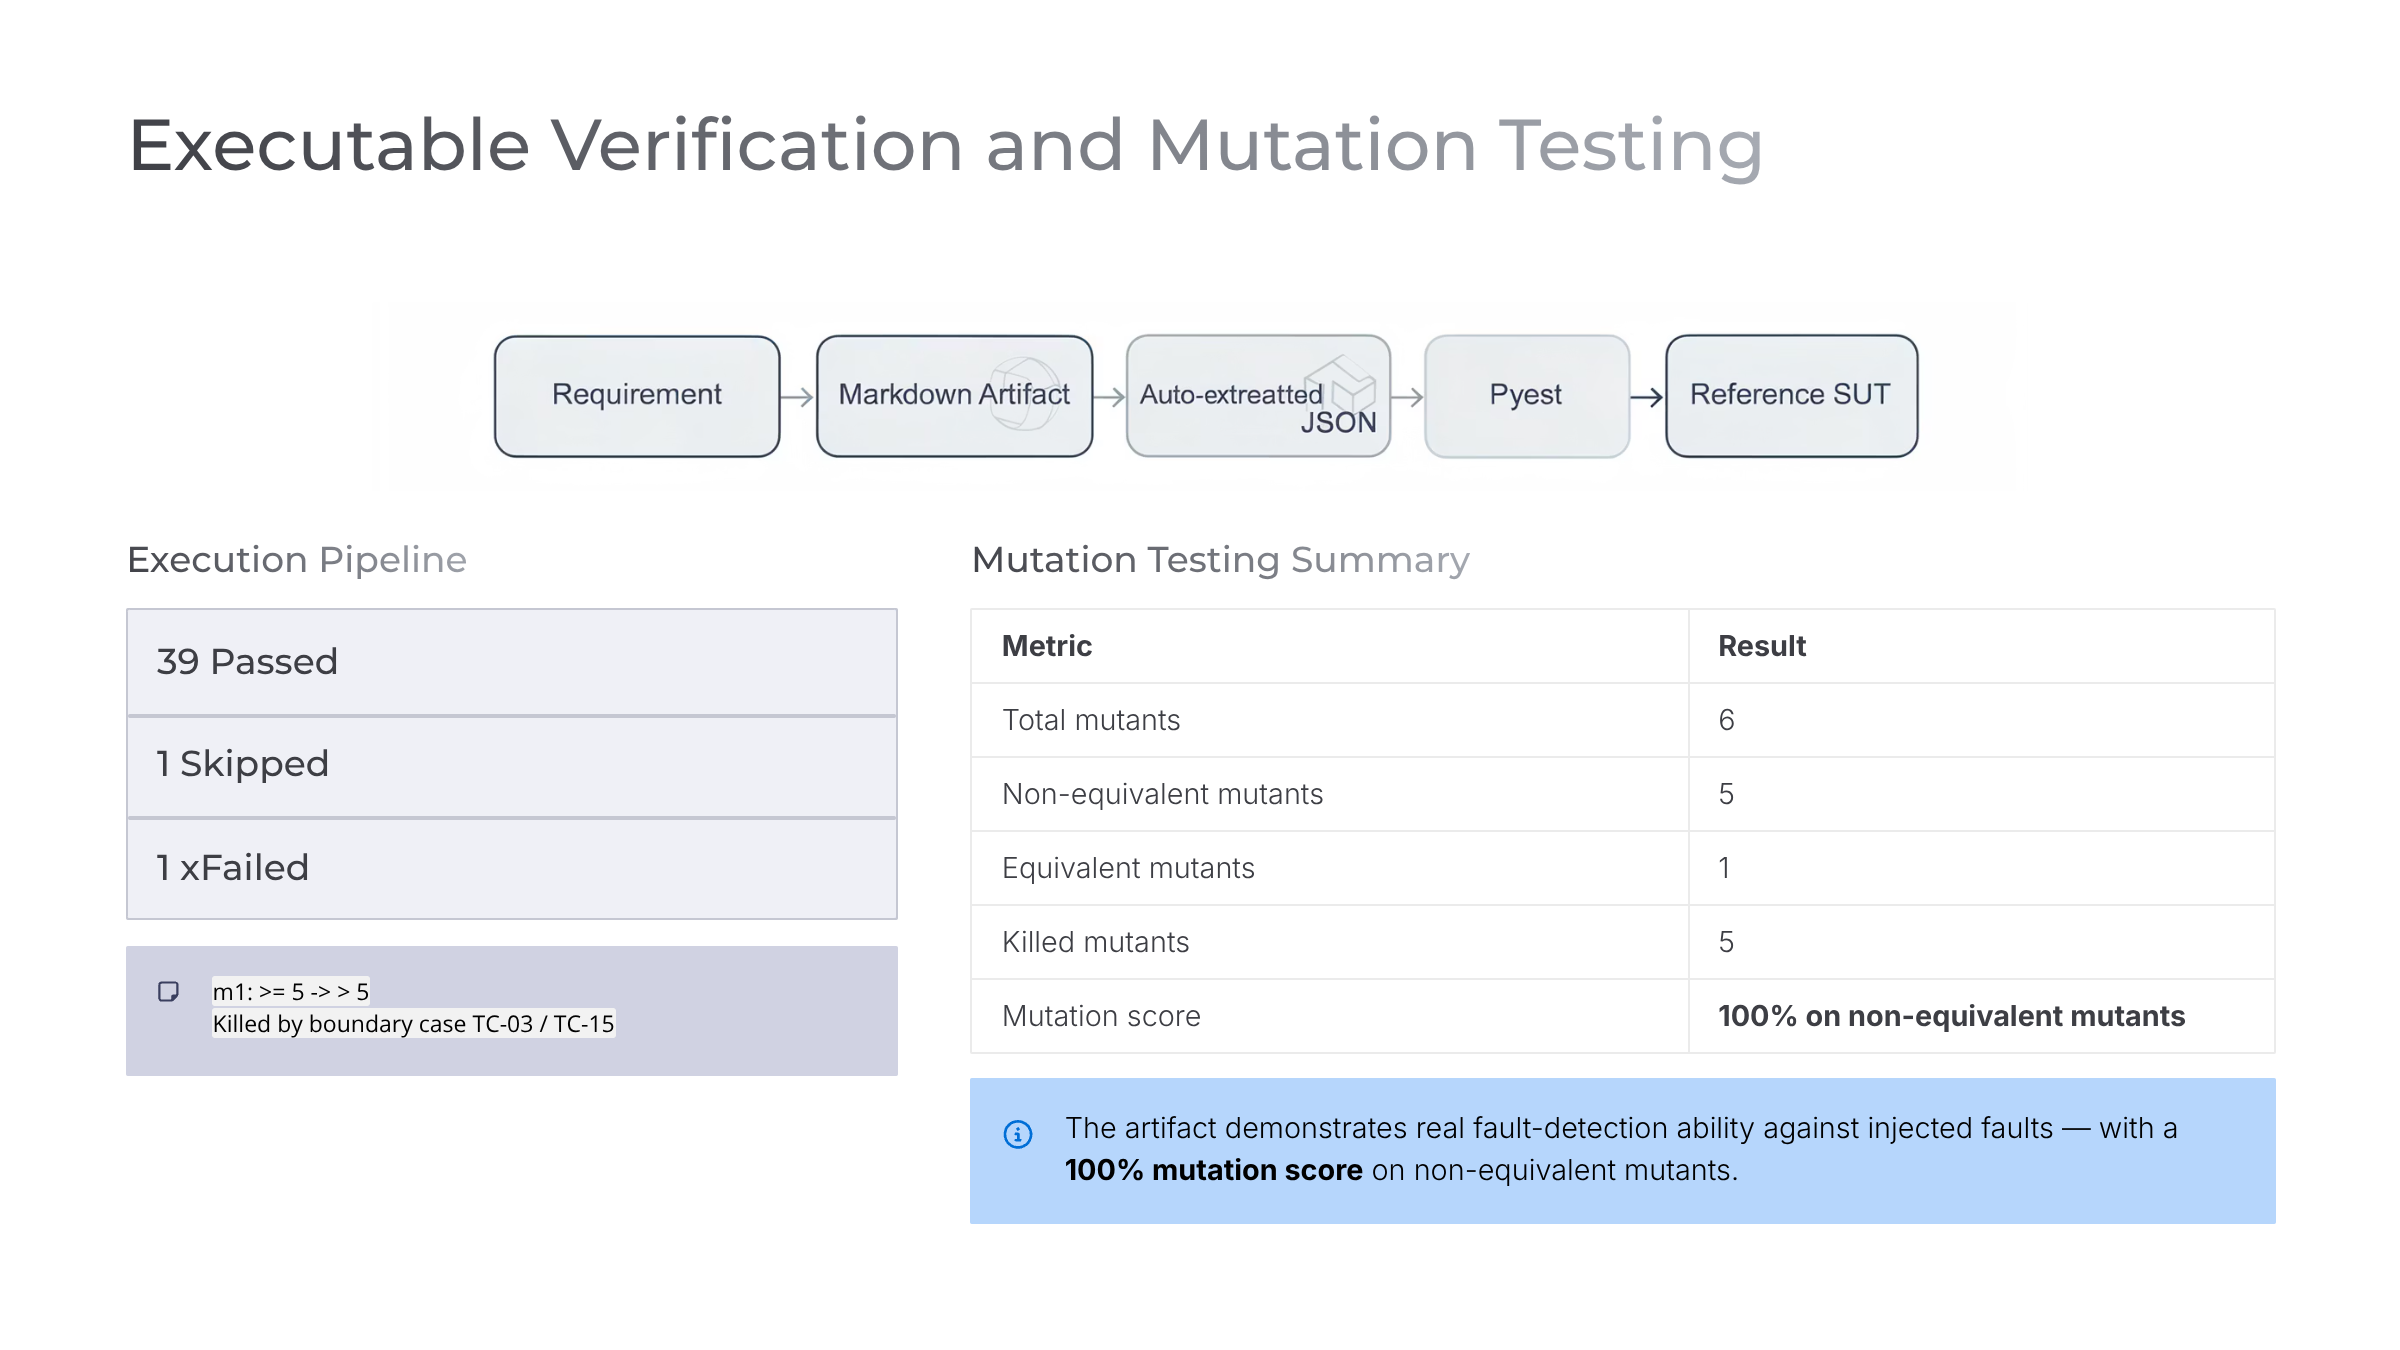 Executable Verification and Mutation Testing
Requirement
Markdown Artifact
Auto-extreatted
JSON
Pyest
Reference SUT
Execution Pipeline
39 Passed
1 Skipped
1 xFailed
m1: >= 5 -> > 5
Killed by boundary case TC-03 / TC-15
Mutation Testing Summary
Metric Result
Total mutants 6
Non-equivalent mutants 5
Equivalent mutants 1
Killed mutants 5
Mutation score 100% on non-equivalent mutants
The artifact demonstrates real fault-detection ability against injected faults — with a
100% mutation score on non-equivalent mutants.